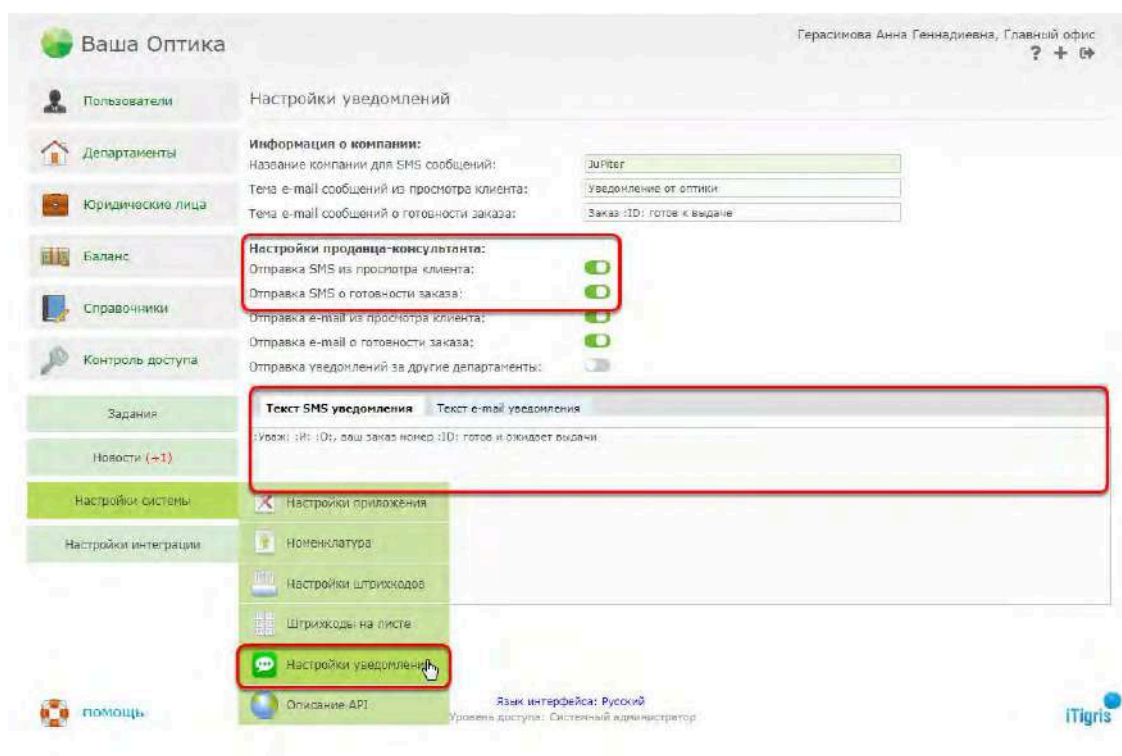 Ваша Оптика
Герасимова Анна Геннадиевна, Главный офис
?
Пользователи
Департаменты
Юридические лица
Баланс
Справочники
Контроль доступа
Задания
Новости (+1)
Настройки системы
Настройки интеграции
Настройки уведомлений
Информация о компании:
Название компании для SMS сообщений: JuPiter
Тема e-mail сообщений из просмотра клиента: Уведомление от оптики
Тема e-mail сообщений о готовности заказа: Заказ :ID: готов к выдаче
Настройки продавца-консультанта:
Отправка SMS из просмотра клиента:
Отправка SMS о готовности заказа:
Отправка e-mail из просмотра клиента:
Отправка e-mail о готовности заказа:
Отправка уведомлений за другие департаменты:
Текст SMS уведомления Текст e-mail уведомления
:Уваж: :И: :О:, ваш заказ номер :ID: готов и ожидает выдачи
Настройки приложения
Номенклатура
Настройки штрихкодов
Штрихкоды на листе
Настройки уведомлений
Описание API
помощь
Язык интерфейса: Русский
Уровень доступа: Системный администратор
iTigris